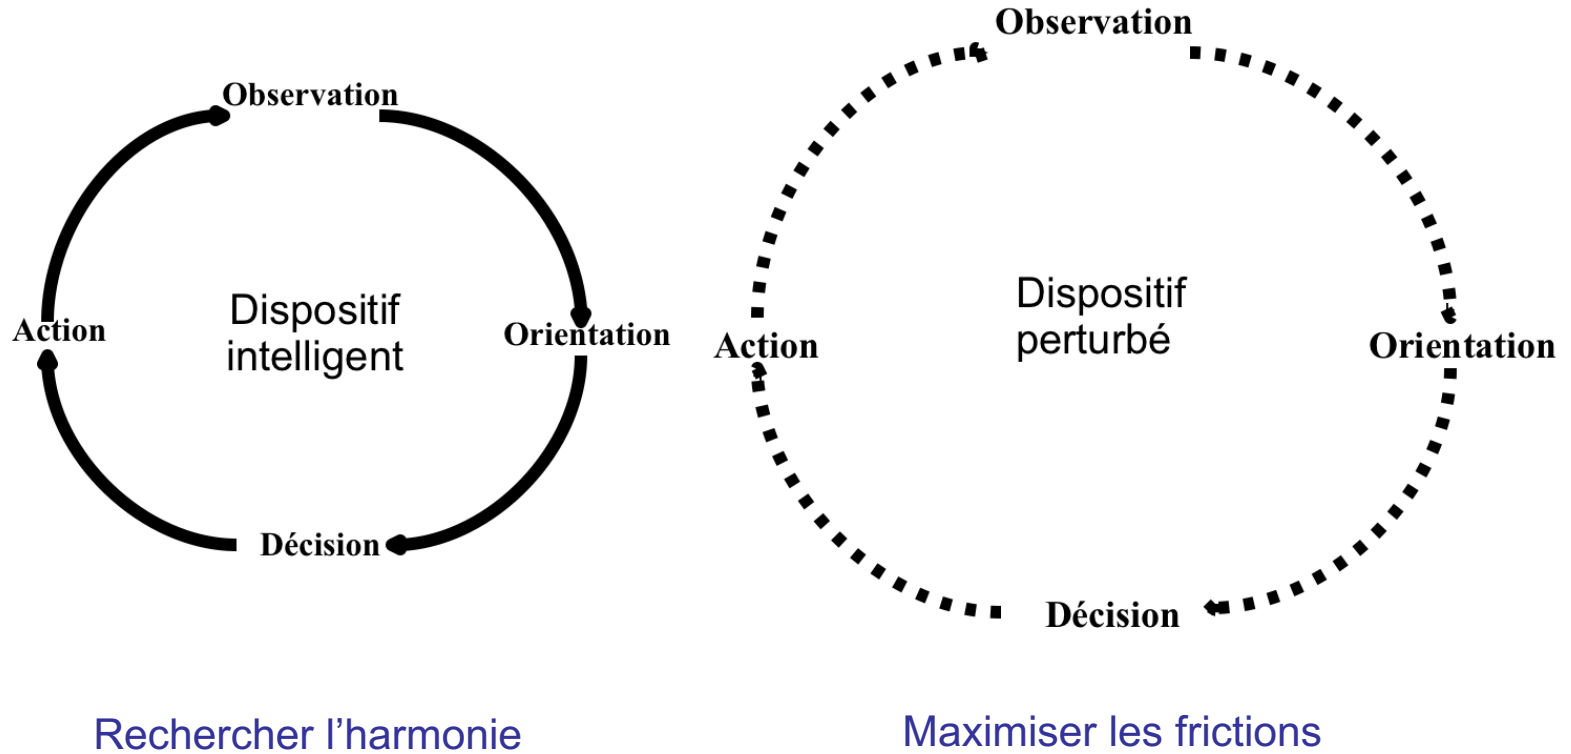 Observation
Action
Dispositif
intelligent
Orientation
Décision
Rechercher l’harmonie
Observation
Action
Dispositif
perturbé
Orientation
Décision
Maximiser les frictions